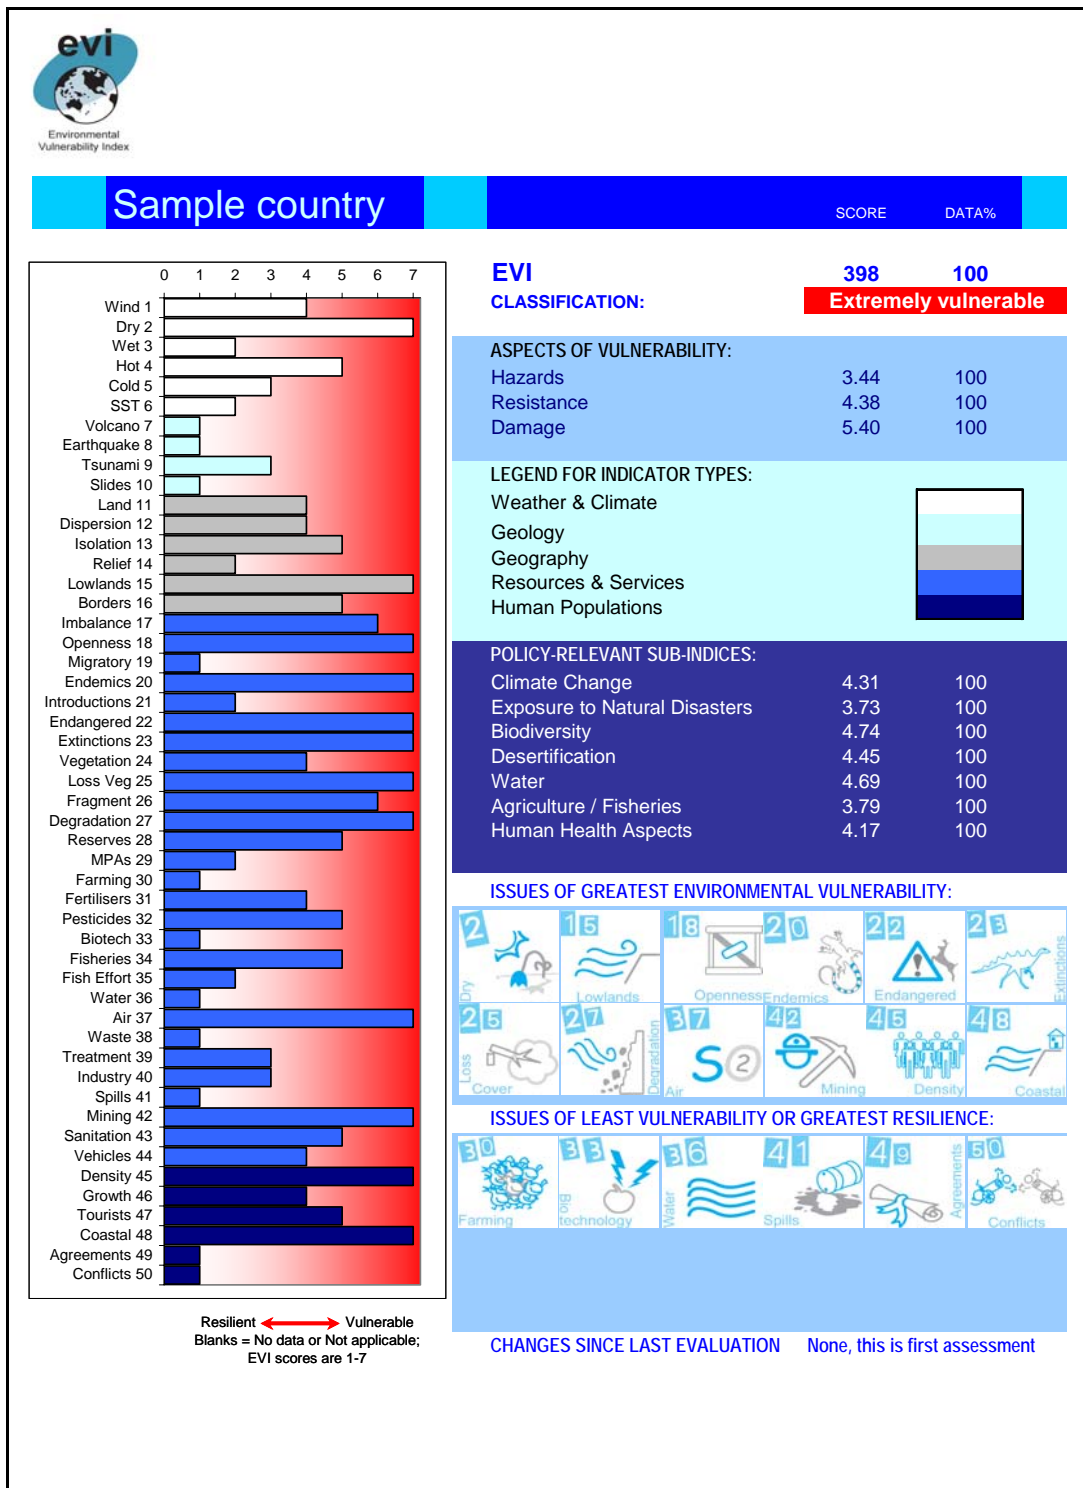 evi
Environmental
Vulnerability Index
Sample country
SCORE DATA%
0 1 2 3 4 5 6 7
Wind 1
Dry 2
Wet 3
Hot 4
Cold 5
SST 6
Volcano 7
Earthquake 8
Tsunami 9
Slides 10
Land 11
Dispersion 12
Isolation 13
Relief 14
Lowlands 15
Borders 16
Imbalance 17
Openness 18
Migratory 19
Endemics 20
Introductions 21
Endangered 22
Extinctions 23
Vegetation 24
Loss Veg 25
Fragment 26
Degradation 27
Reserves 28
MPAs 29
Farming 30
Fertilisers 31
Pesticides 32
Biotech 33
Fisheries 34
Fish Effort 35
Water 36
Air 37
Waste 38
Treatment 39
Industry 40
Spills 41
Mining 42
Sanitation 43
Vehicles 44
Density 45
Growth 46
Tourists 47
Coastal 48
Agreements 49
Conflicts 50
Resilient Vulnerable
Blanks = No data or Not applicable;
EVI scores are 1-7
EVI 398 100
CLASSIFICATION: Extremely vulnerable
ASPECTS OF VULNERABILITY:
Hazards 3.44 100
Resistance 4.38 100
Damage 5.40 100
LEGEND FOR INDICATOR TYPES:
Weather & Climate
Geology
Geography
Resources & Services
Human Populations
POLICY-RELEVANT SUB-INDICES:
Climate Change 4.31 100
Exposure to Natural Disasters 3.73 100
Biodiversity 4.74 100
Desertification 4.45 100
Water 4.69 100
Agriculture / Fisheries 3.79 100
Human Health Aspects 4.17 100
ISSUES OF GREATEST ENVIRONMENTAL VULNERABILITY:
2 Dry
15 Lowlands
18 Openness
20 Endemics
22 Endangered
23 Extinctions
25 Loss Cover
27 Degradation
37 Air SO2
42 Mining
45 Density
48 Coastal
ISSUES OF LEAST VULNERABILITY OR GREATEST RESILIENCE:
30 Farming
33 Bio technology
36 Water
41 Spills
49 Agreements
50 Conflicts
CHANGES SINCE LAST EVALUATION None, this is first assessment